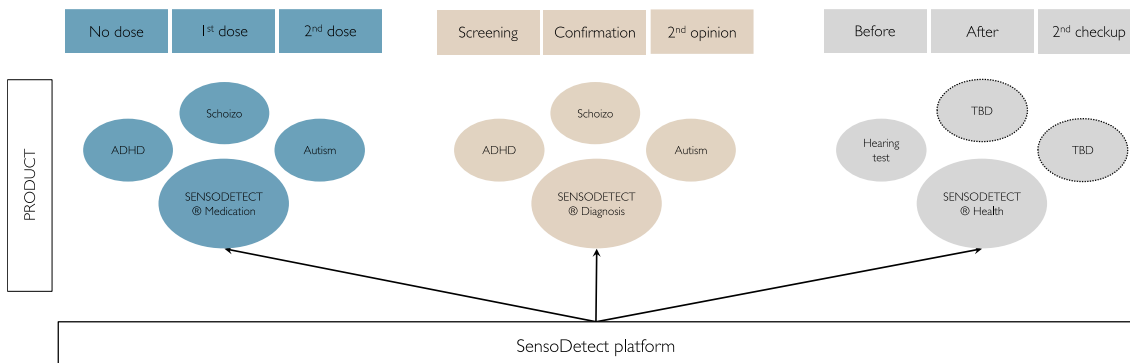 No dose
1st dose
2nd dose
Screening
Confirmation
2nd opinion
Before
After
2nd checkup
PRODUCT
Schoizo
ADHD
Autism
SENSODETECT
® Medication
Schoizo
ADHD
Autism
SENSODETECT
® Diagnosis
TBD
Hearing
test
TBD
SENSODETECT
® Health
SensoDetect platform